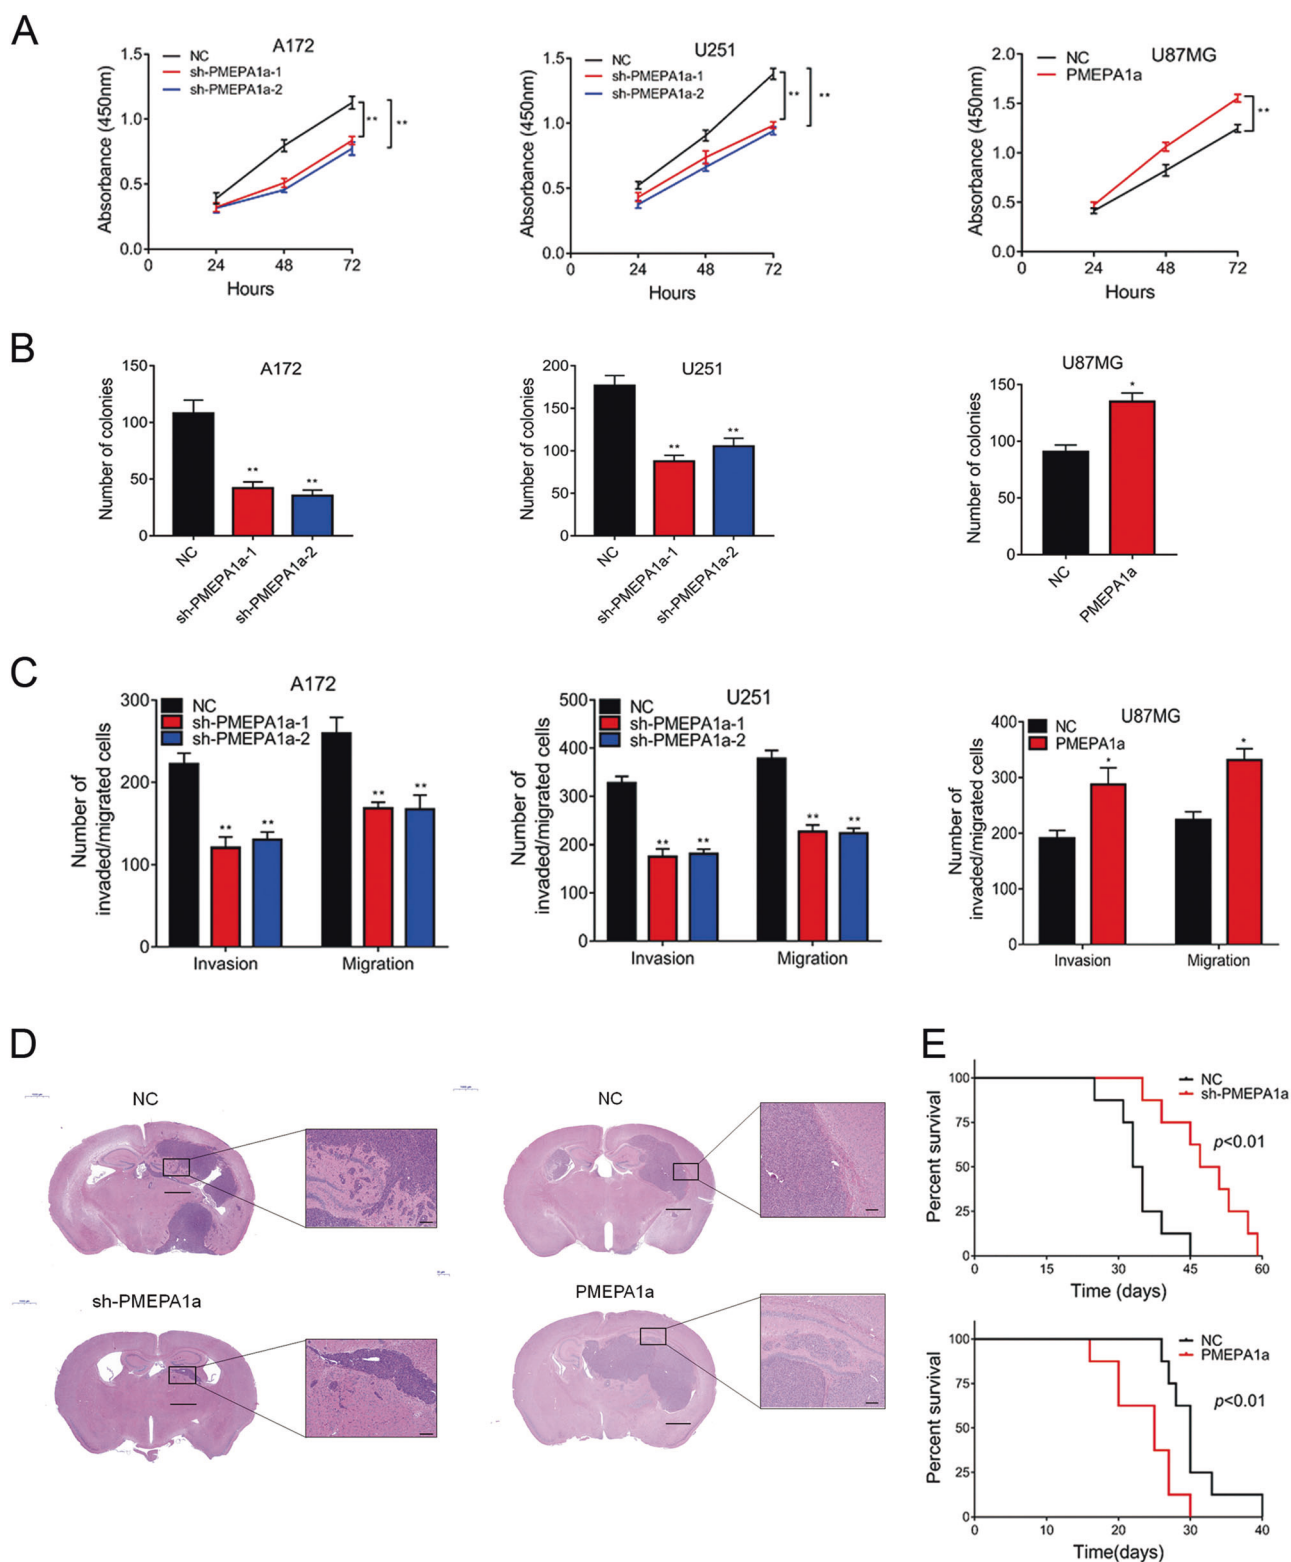 A
A172
NC
sh-PMEPA1a-1
sh-PMEPA1a-2
Absorbance (450nm)
1.5
1.0
0.5
0.0
** **
0 24 48 72
Hours
U251
NC
sh-PMEPA1a-1
sh-PMEPA1a-2
Absorbance (450nm)
1.5
1.0
0.5
0.0
** **
0 24 48 72
Hours
U87MG
NC
PMEPA1a
Absorbance (450nm)
2.0
1.5
1.0
0.5
0.0
**
0 24 48 72
Hours
B
A172
Number of colonies
150
100
50
0
** **
NC sh-PMEPA1a-1 sh-PMEPA1a-2
U251
Number of colonies
200
150
100
50
0
** **
NC sh-PMEPA1a-1 sh-PMEPA1a-2
U87MG
Number of colonies
150
100
50
0
*
NC PMEPA1a
C
A172
NC
sh-PMEPA1a-1
sh-PMEPA1a-2
Number of
invaded/migrated cells
300
200
100
0
** ** ** **
Invasion Migration
U251
NC
sh-PMEPA1a-1
sh-PMEPA1a-2
Number of
invaded/migrated cells
500
400
300
200
100
0
** ** ** **
Invasion Migration
U87MG
NC
PMEPA1a
Number of
invaded/migrated cells
400
300
200
100
0
* *
Invasion Migration
D
NC
NC
sh-PMEPA1a
PMEPA1a
E
NC
sh-PMEPA1a
p<0.01
Percent survival
100
75
50
25
0
0 15 30 45 60
Time (days)
NC
PMEPA1a
p<0.01
Percent survival
100
75
50
25
0
0 10 20 30 40
Time(days)